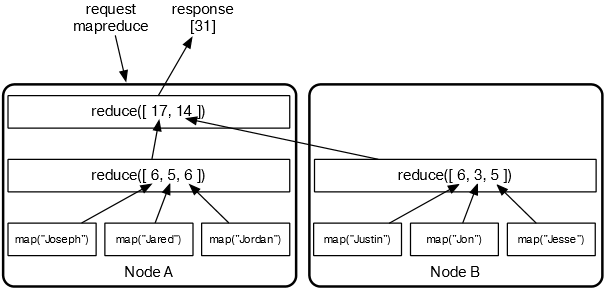 request
mapreduce
response
[31]
reduce([ 17, 14 ])
reduce([ 6, 5, 6 ])
reduce([ 6, 3, 5 ])
map("Joseph")
map("Jared")
map("Jordan")
map("Justin")
map("Jon")
map("Jesse")
Node A
Node B